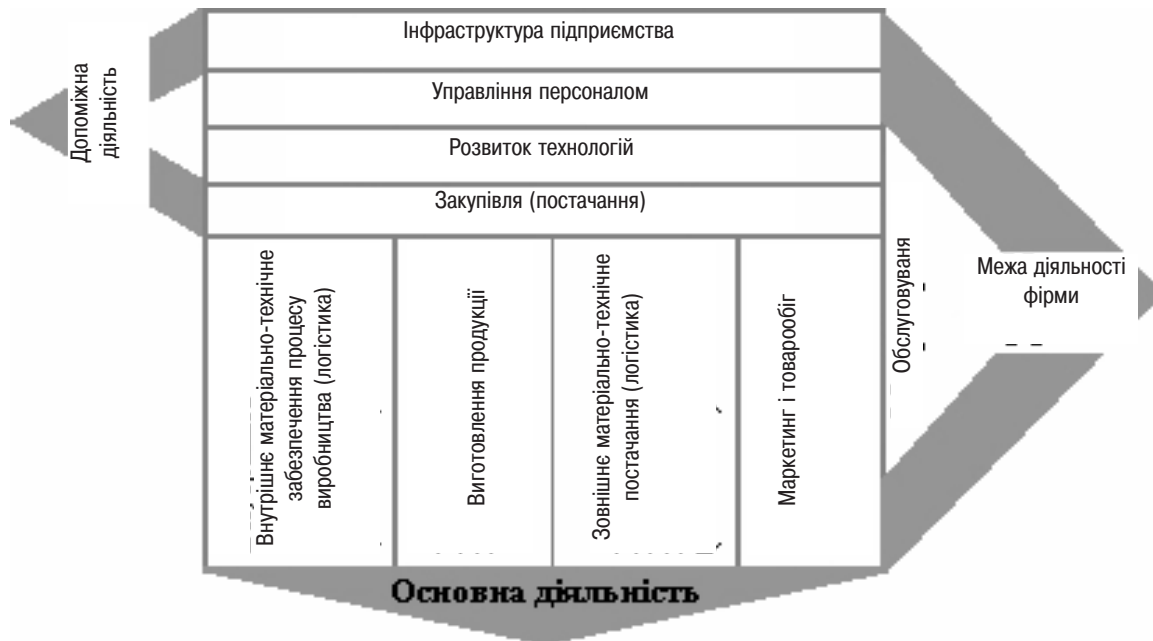 Інфраструктура підприємства
Управління персоналом
Розвиток технологій
Закупівля (постачання)
Допоміжна
діяльність
Внутрішнє матеріально-технічне
забезпечення процесу
виробництва (логістика)
Виготовлення продукції
Зовнішнє матеріально-технічне
постачання (логістика)
Маркетинг і товарообіг
Обслуговуваня
Межа діяльності
фірми
Основна діяльність